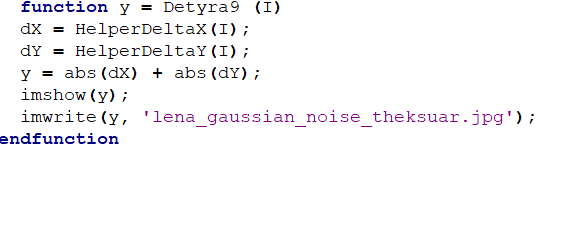 function y = Detyra9 (I)
dX = HelperDeltaX(I);
dY = HelperDeltaY(I);
y = abs(dX) + abs(dY);
imshow(y);
imwrite(y, 'lena_gaussian_noise_theksuar.jpg');
endfunction